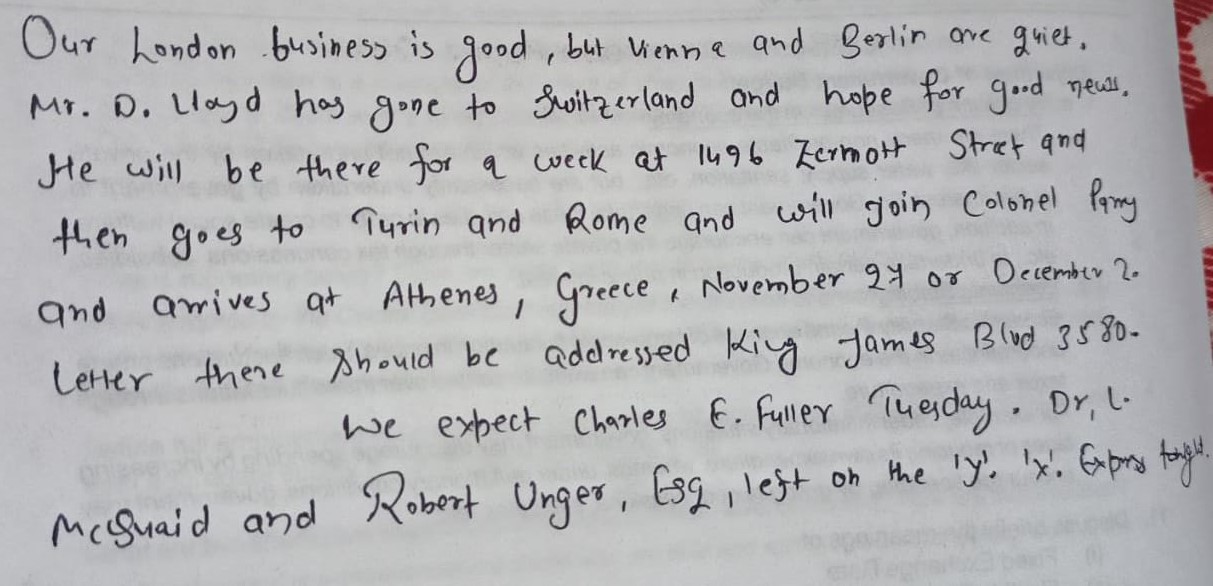 Our London business is good, but Vienna and Berlin are quiet.
Mr. D. Lloyd has gone to Switzerland and hope for good news.
He will be there for a week at 1496 Zermott Street and
then goes to Turin and Rome and will join Colonel Parry
and arrives at Athenes, Greece, November 27 or December 2.
Letter there should be addressed King James Blvd 3580.
We expect Charles E. Fuller Tuesday. Dr, L.
McQuaid and Robert Unger, Esq, left on the 'Y'. 'X'. Express tonight.